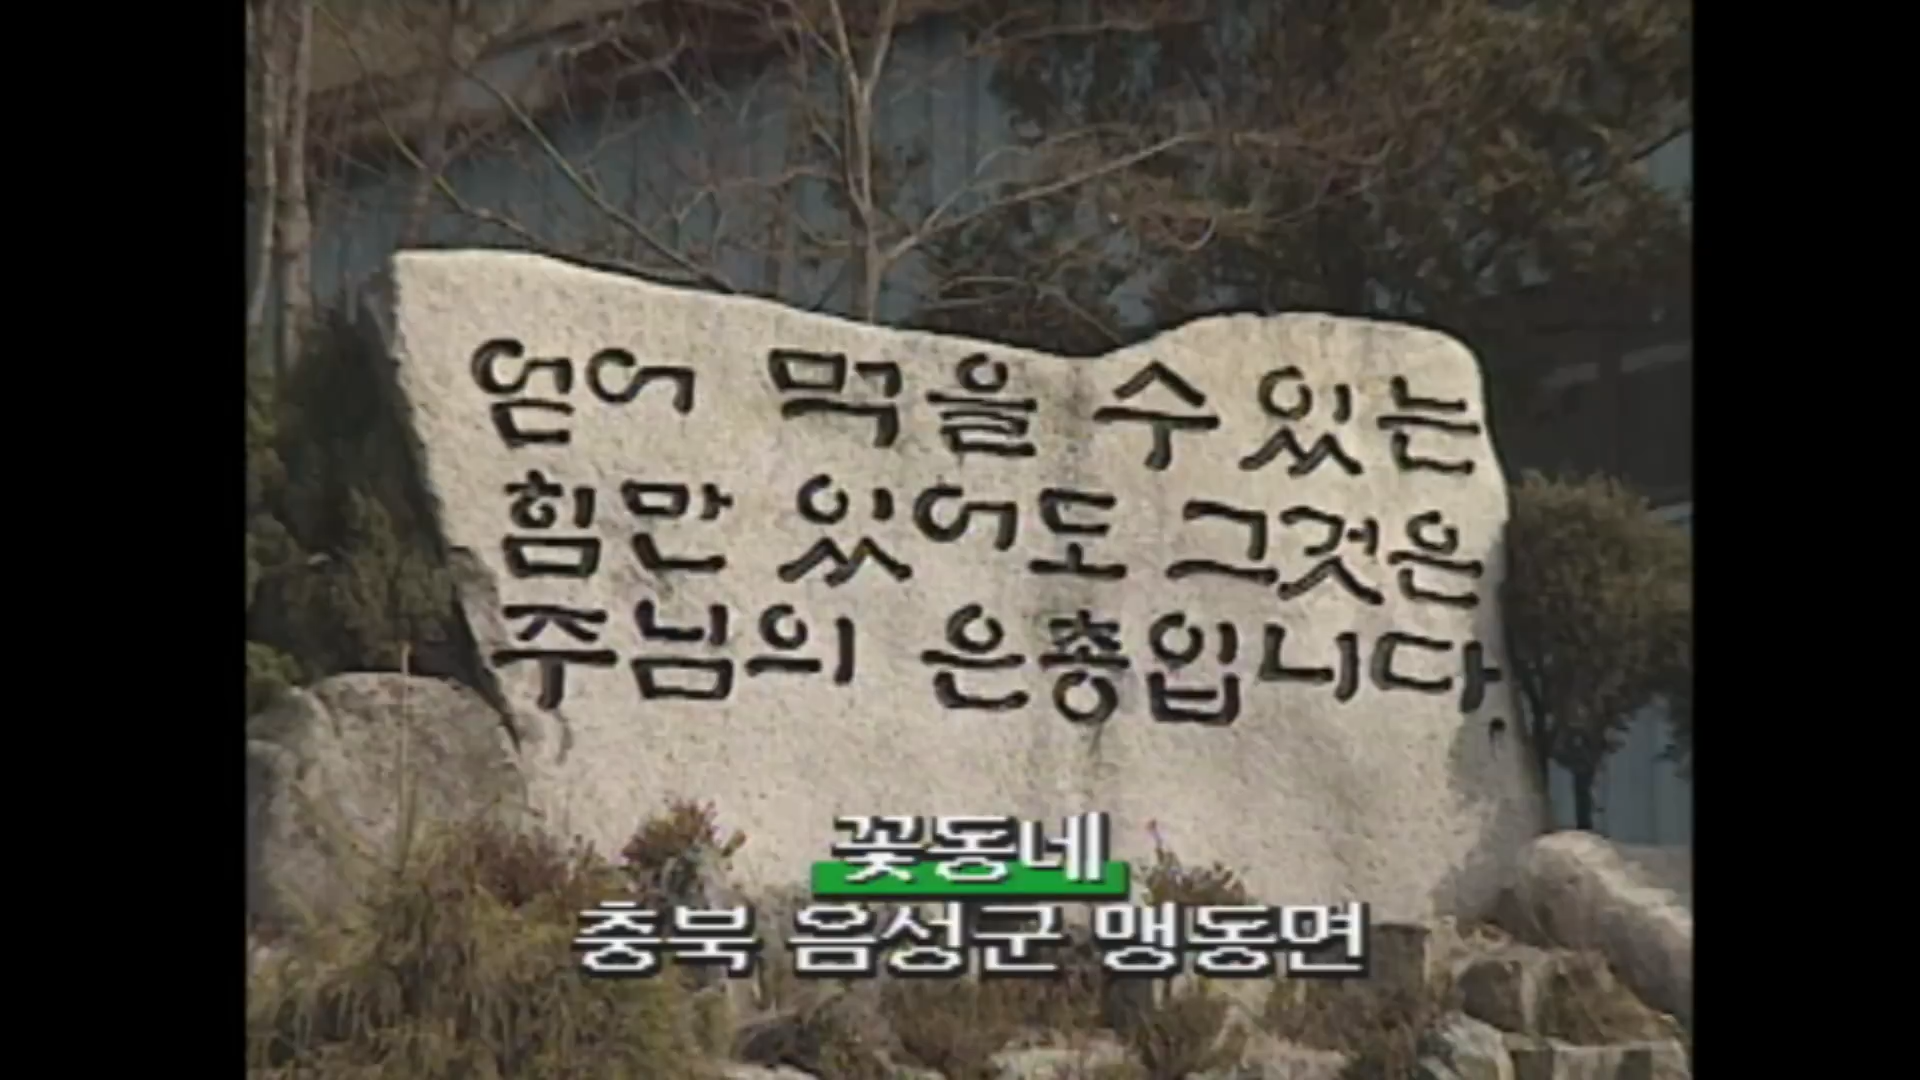 얻어 먹을 수 있는
힘만 있어도 그것은
주님의 은총입니다.
꽃동네
충북 음성군 맹동면